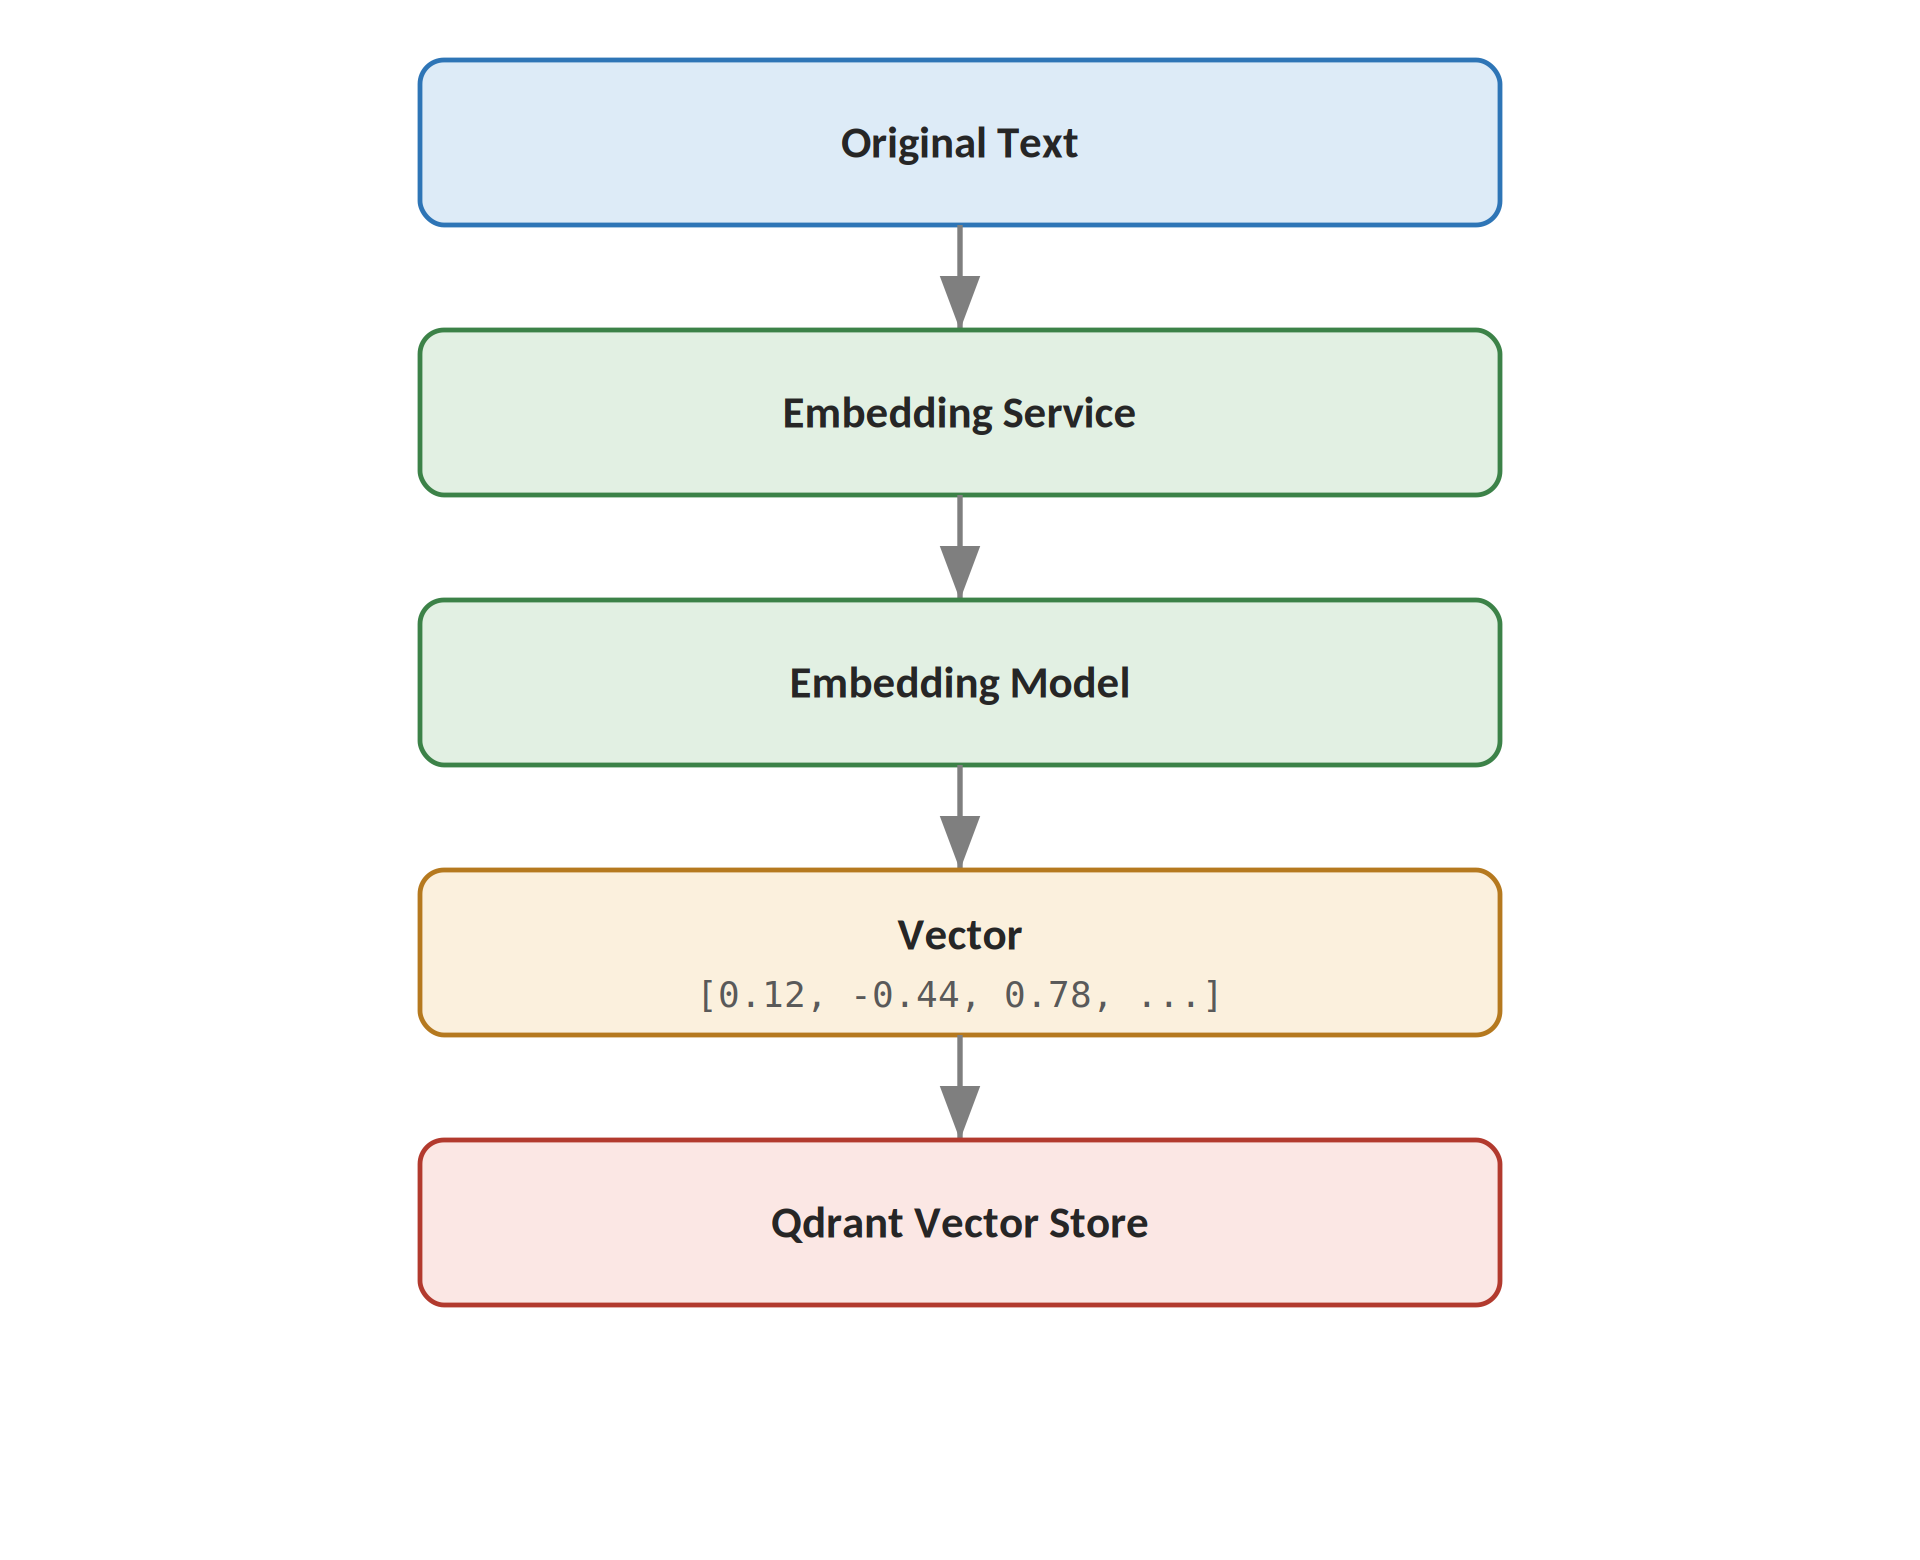 Original Text
Embedding Service
Embedding Model
Vector
[0.12, -0.44, 0.78, ...]
Qdrant Vector Store